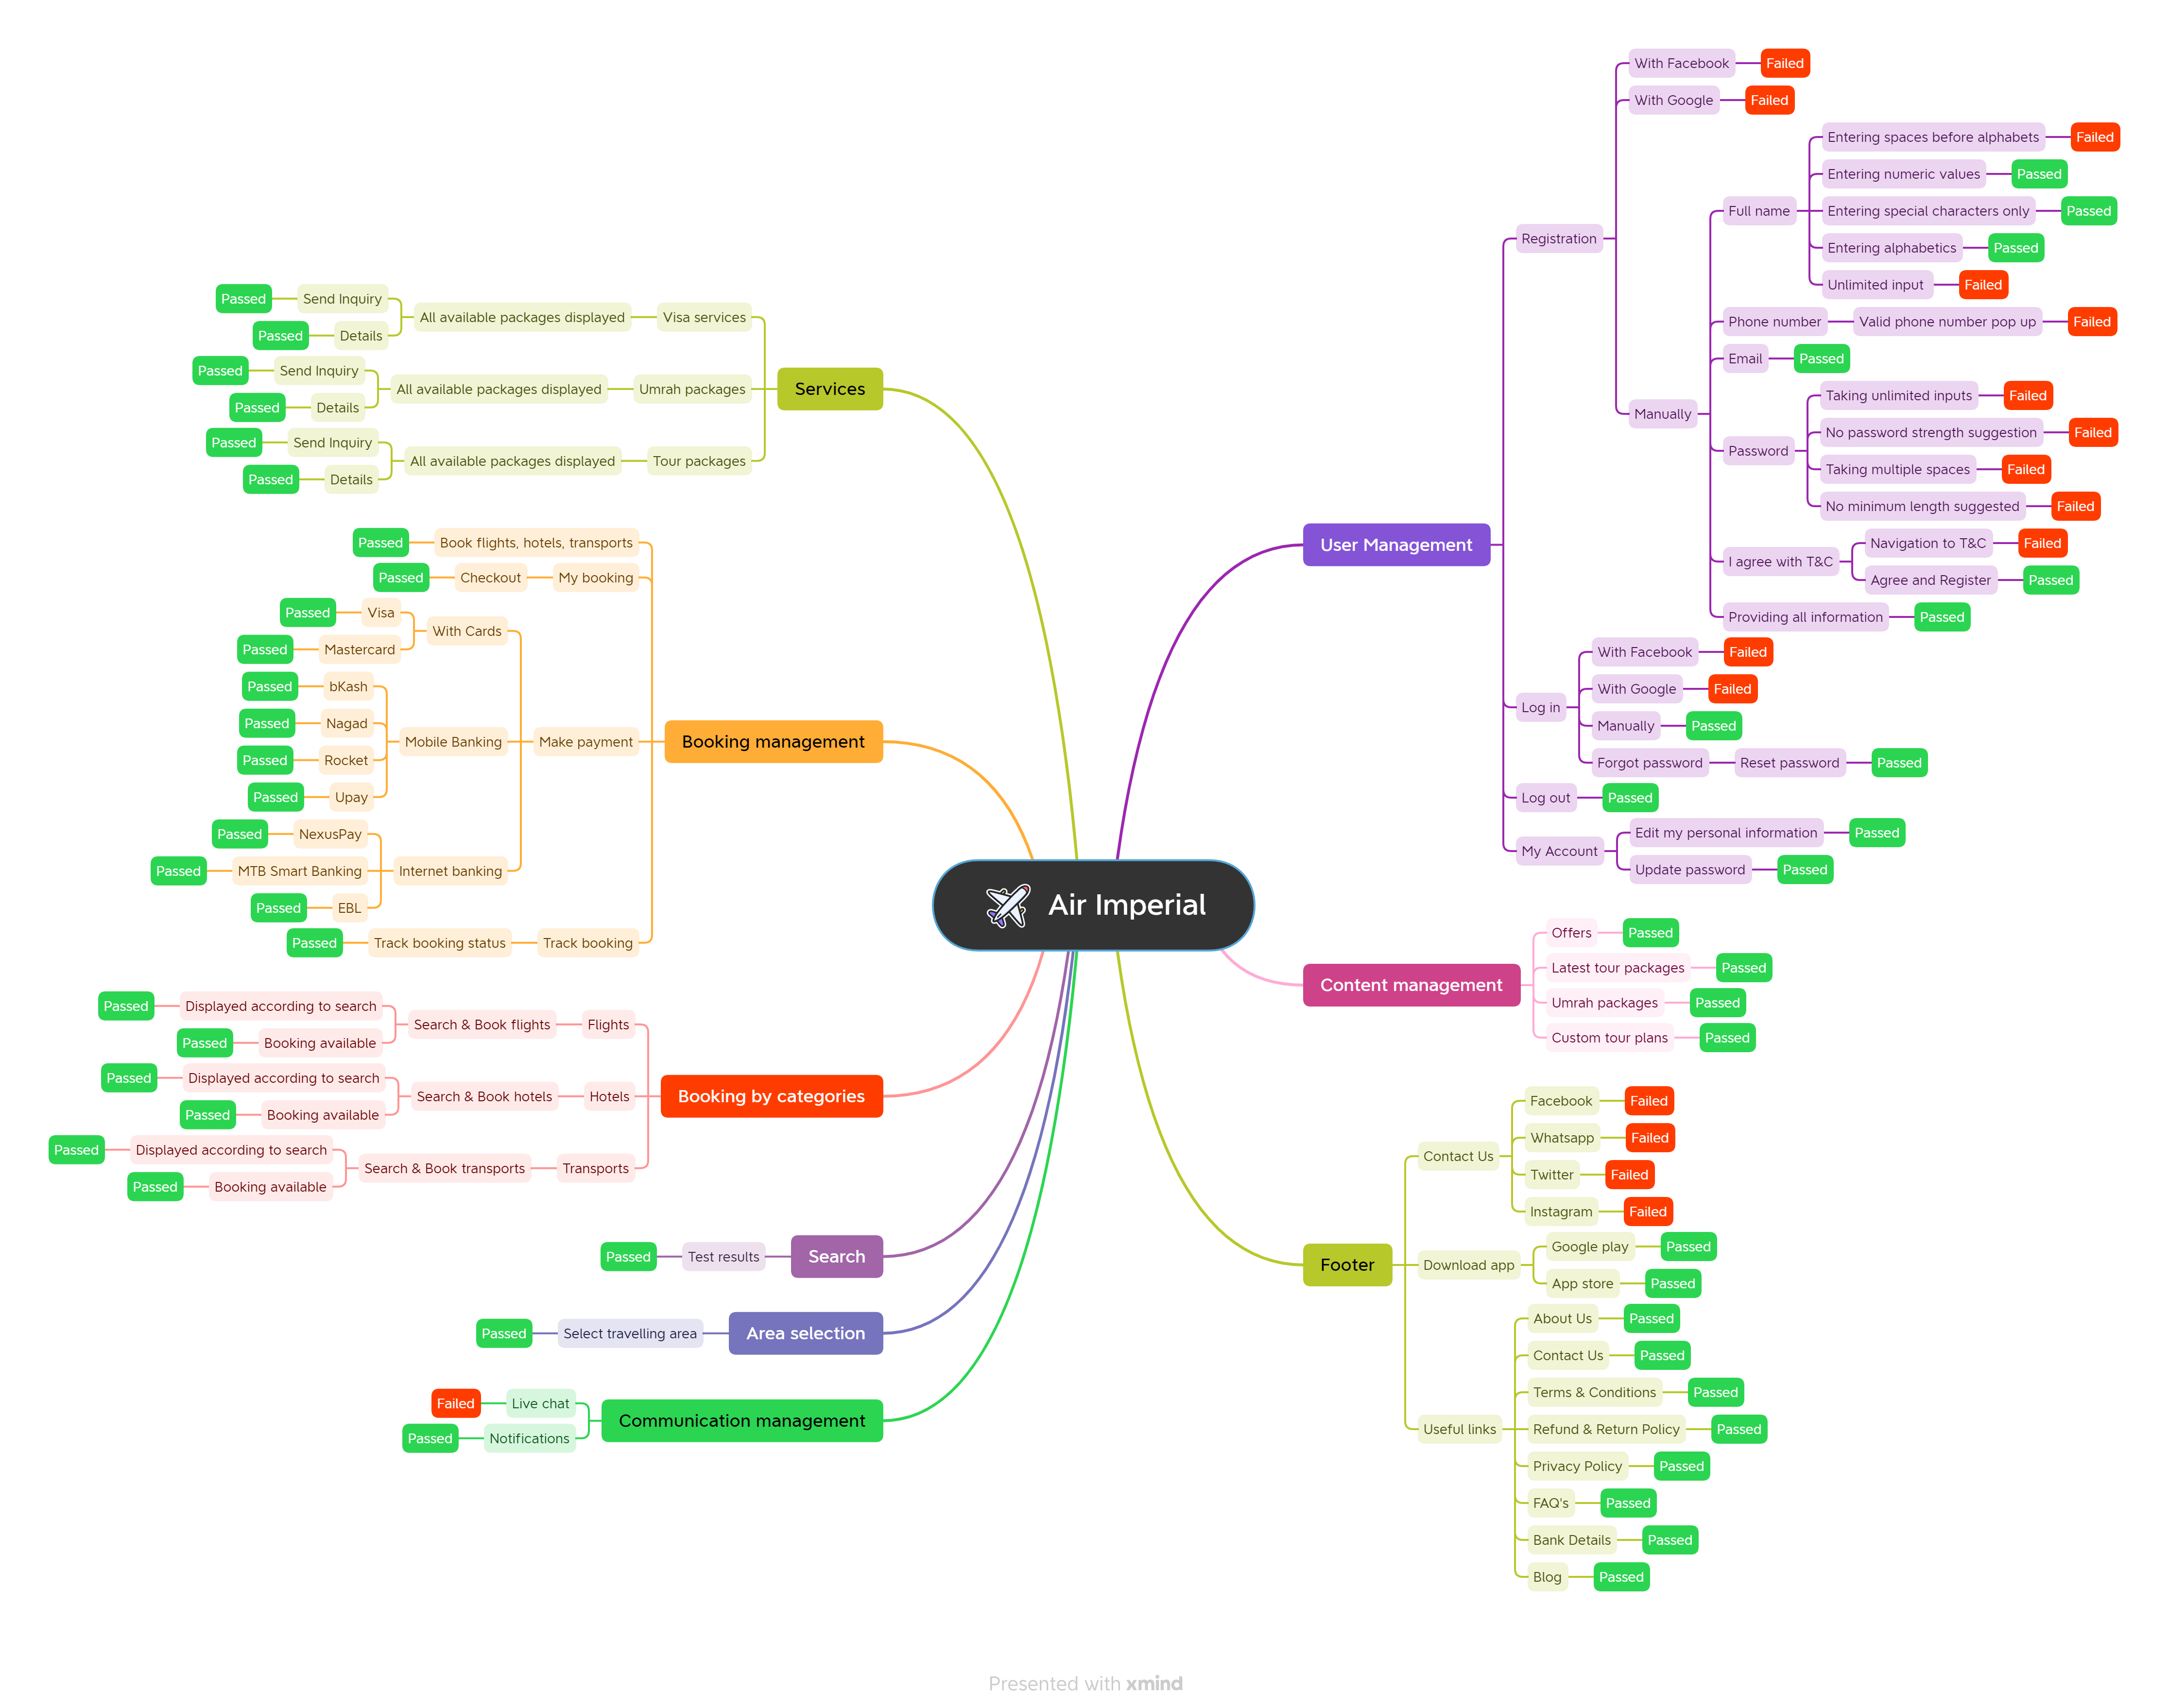 Air Imperial
User Management
Registration
With Facebook
Failed
With Google
Failed
Manually
Full name
Entering spaces before alphabets
Failed
Entering numeric values
Passed
Entering special characters only
Passed
Entering alphabetics
Passed
Unlimited input
Failed
Phone number
Valid phone number pop up
Failed
Email
Passed
Password
Taking unlimited inputs
Failed
No password strength suggestion
Failed
Taking multiple spaces
Failed
No minimum length suggested
Failed
I agree with T&C
Navigation to T&C
Failed
Agree and Register
Passed
Providing all information
Passed
Log in
With Facebook
Failed
With Google
Failed
Manually
Passed
Forgot password
Reset password
Passed
Log out
Passed
My Account
Edit my personal information
Passed
Update password
Passed
Content management
Offers
Passed
Latest tour packages
Passed
Umrah packages
Passed
Custom tour plans
Passed
Footer
Contact Us
Facebook
Failed
Whatsapp
Failed
Twitter
Failed
Instagram
Failed
Download app
Google play
Passed
App store
Passed
Useful links
About Us
Passed
Contact Us
Passed
Terms & Conditions
Passed
Refund & Return Policy
Passed
Privacy Policy
Passed
FAQ's
Passed
Bank Details
Passed
Blog
Passed
Services
Visa services
All available packages displayed
Send Inquiry
Passed
Details
Passed
Umrah packages
All available packages displayed
Send Inquiry
Passed
Details
Passed
Tour packages
All available packages displayed
Send Inquiry
Passed
Details
Passed
Booking management
Book flights, hotels, transports
Passed
My booking
Checkout
Passed
Make payment
With Cards
Visa
Passed
Mastercard
Passed
Mobile Banking
bKash
Passed
Nagad
Passed
Rocket
Passed
Upay
Passed
Internet banking
NexusPay
Passed
MTB Smart Banking
Passed
EBL
Passed
Track booking
Track booking status
Passed
Booking by categories
Flights
Search & Book flights
Displayed according to search
Passed
Booking available
Passed
Hotels
Search & Book hotels
Displayed according to search
Passed
Booking available
Passed
Transports
Search & Book transports
Displayed according to search
Passed
Booking available
Passed
Search
Test results
Passed
Area selection
Select travelling area
Passed
Communication management
Live chat
Failed
Notifications
Passed
Presented with xmind